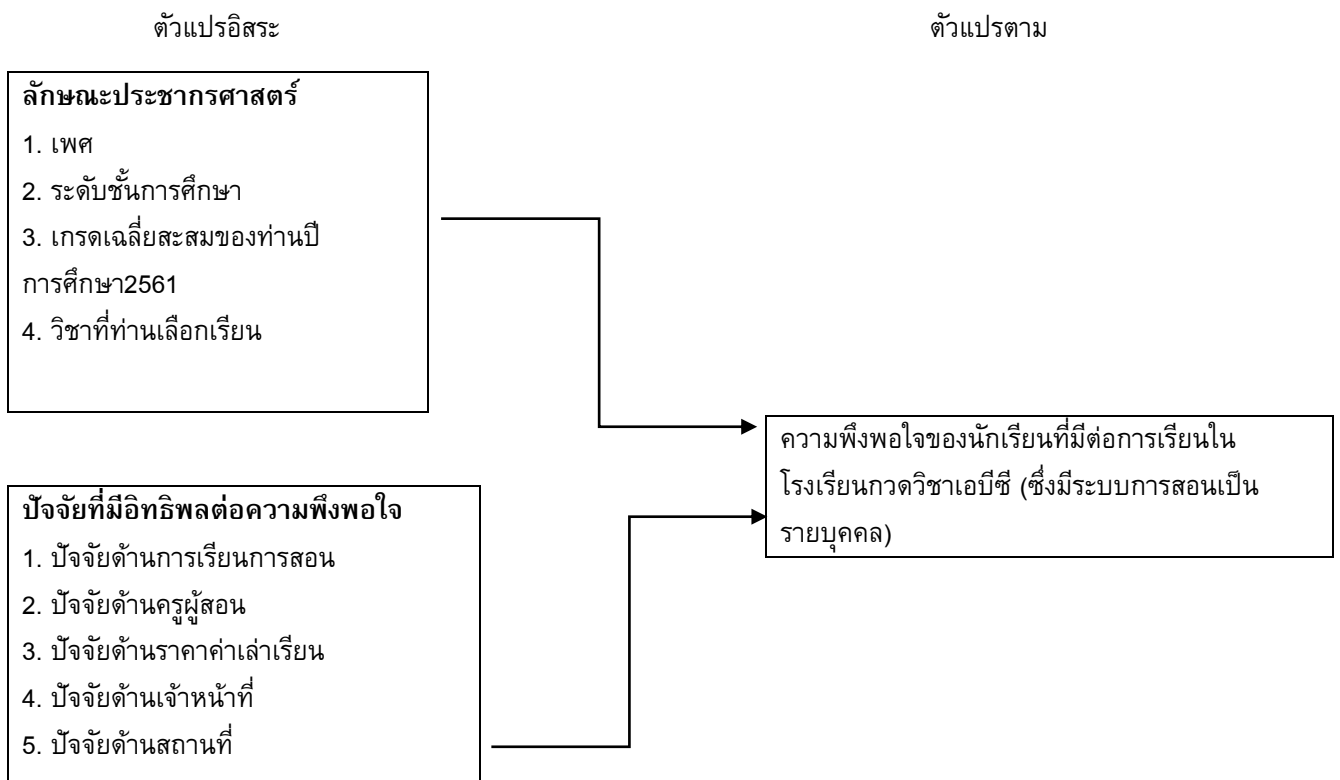 ตัวแปรอิสระ
ตัวแปรตาม
ลักษณะประชากรศาสตร์
1. เพศ
2. ระดับชั้นการศึกษา
3. เกรดเฉลี่ยสะสมของท่านปี
การศึกษา2561
4. วิชาที่ท่านเลือกเรียน
ปัจจัยที่มีอิทธิพลต่อความพึงพอใจ
1. ปัจจัยด้านการเรียนการสอน
2. ปัจจัยด้านครูผู้สอน
3. ปัจจัยด้านราคาค่าเล่าเรียน
4. ปัจจัยด้านเจ้าหน้าที่
5. ปัจจัยด้านสถานที่
ความพึงพอใจของนักเรียนที่มีต่อการเรียนใน
โรงเรียนกวดวิชาเอบีซี (ซึ่งมีระบบการสอนเป็น
รายบุคคล)